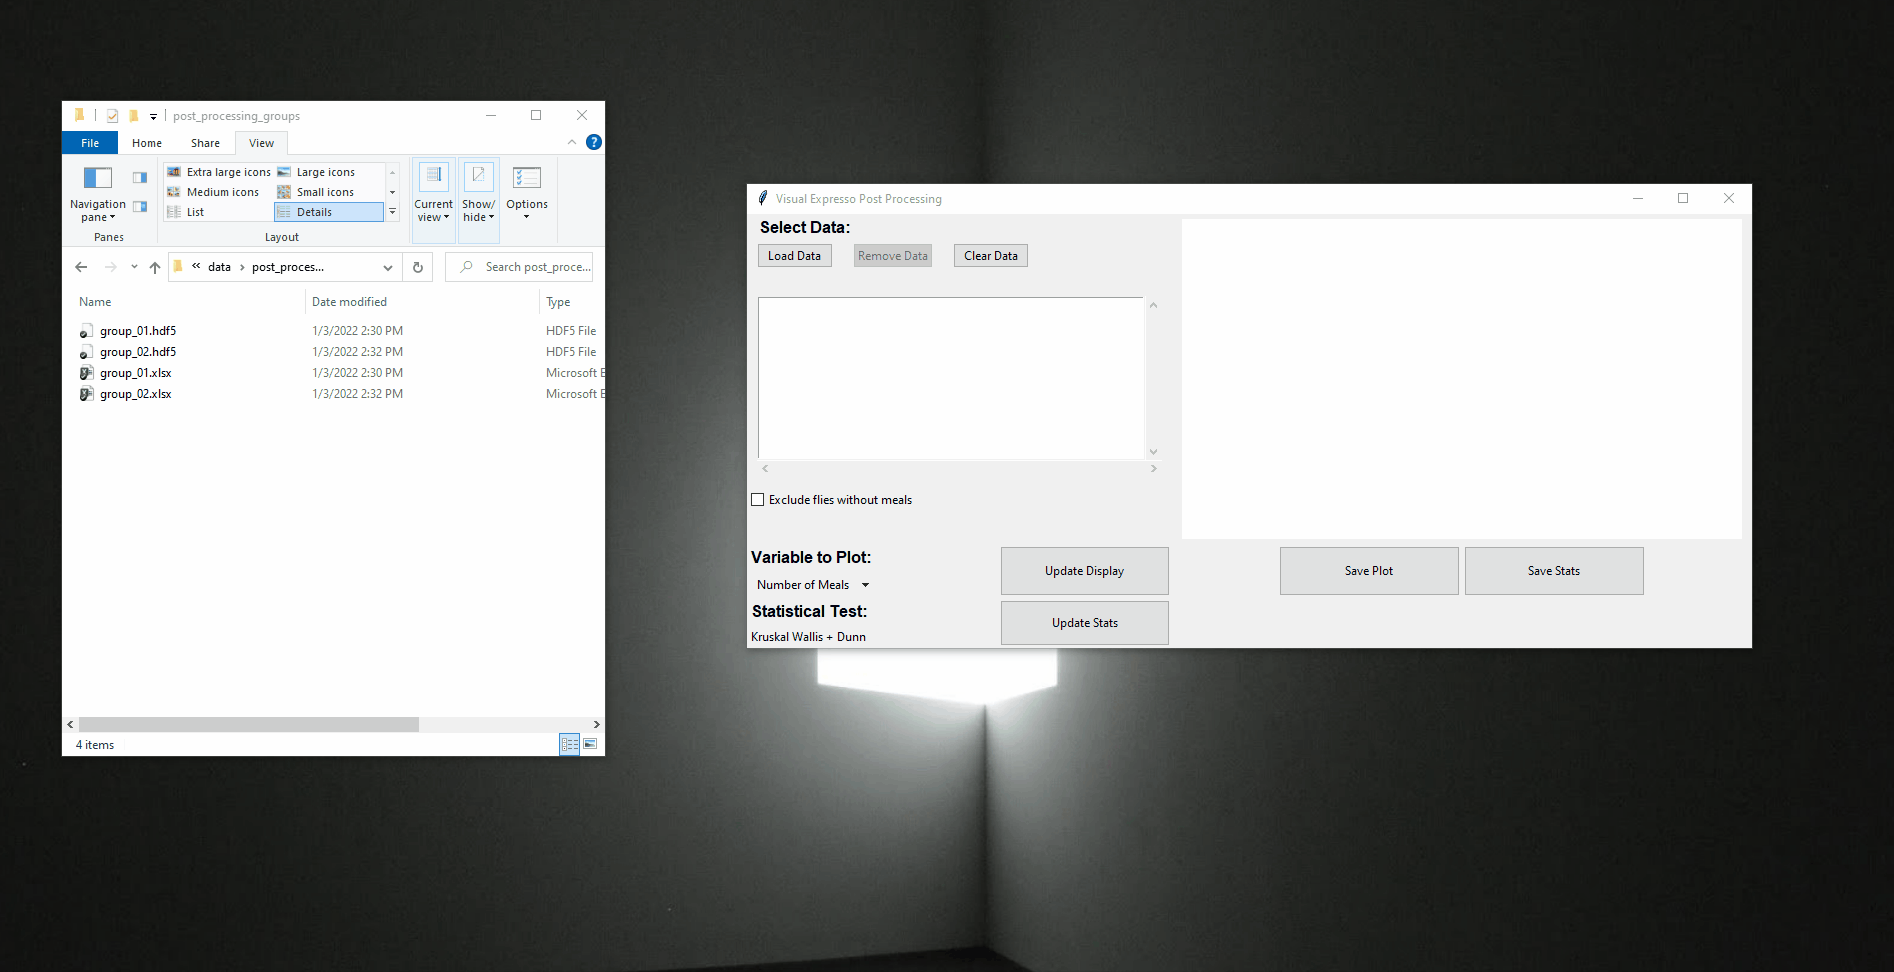 post_processing_groups
File Home Share View
Navigation pane
Extra large icons Large icons
Medium icons Small icons
List Details
Current view
Show/ hide
Options
Panes Layout
« data › post_proces...
Search post_proce...
Name Date modified Type
group_01.hdf5 1/3/2022 2:30 PM HDF5 File
group_02.hdf5 1/3/2022 2:32 PM HDF5 File
group_01.xlsx 1/3/2022 2:30 PM Microsoft E
group_02.xlsx 1/3/2022 2:32 PM Microsoft E
4 items
Visual Expresso Post Processing
Select Data:
Load Data Remove Data Clear Data
Exclude flies without meals
Variable to Plot:
Number of Meals
Update Display
Statistical Test:
Kruskal Wallis + Dunn
Update Stats
Save Plot Save Stats